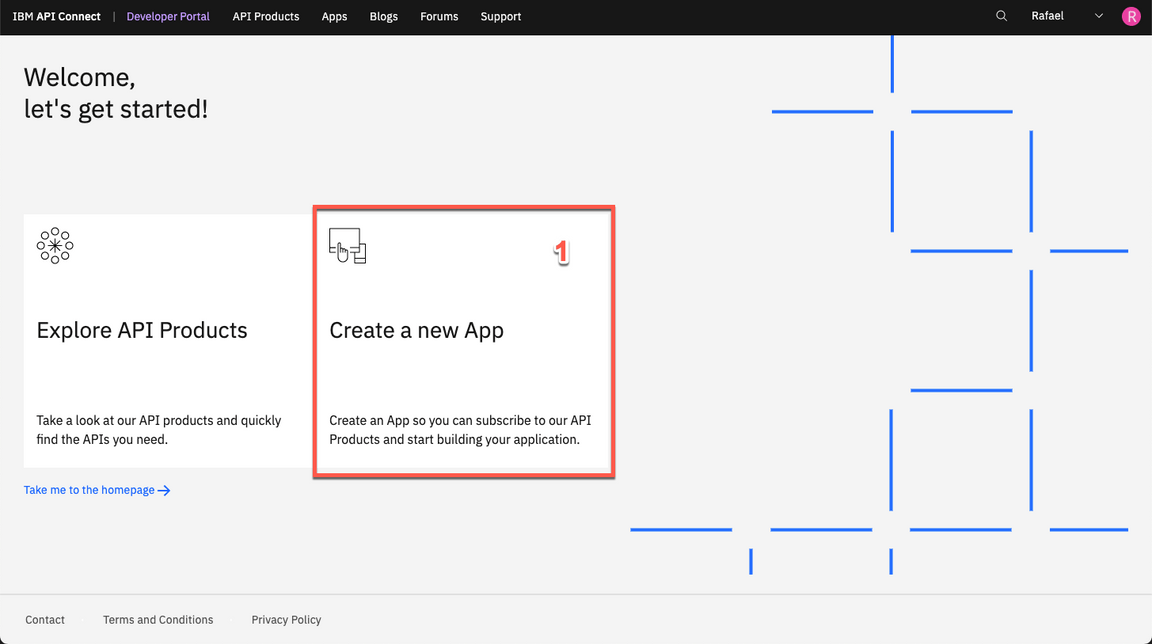 IBM API Connect | Developer Portal API Products Apps Blogs Forums Support Rafael R
Welcome,
let's get started!
1
Explore API Products
Create a new App
Take a look at our API products and quickly
find the APIs you need.
Create an App so you can subscribe to our API
Products and start building your application.
Take me to the homepage
Contact Terms and Conditions Privacy Policy